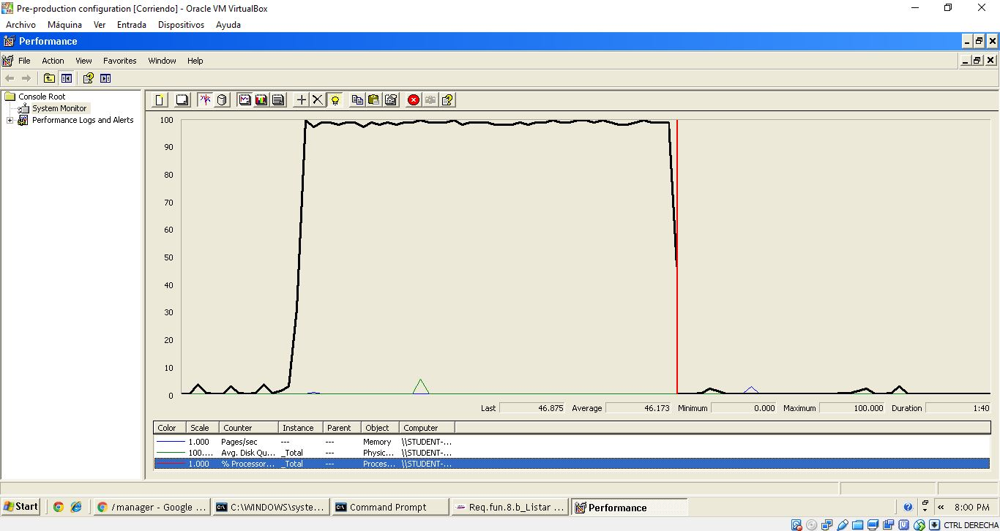 Pre-production configuration [Corriendo] - Oracle VM VirtualBox
Archivo Máquina Ver Entrada Dispositivos Ayuda
Performance
File Action View Favorites Window Help
Console Root
System Monitor
Performance Logs and Alerts
100
90
80
70
60
50
40
30
20
10
0
Last 46.875 Average 46.173 Minimum 0.000 Maximum 100.000 Duration 1:40
Color Scale Counter Instance Parent Object Computer
1.000 Pages/sec --- --- Memory \\STUDENT-...
100.... Avg. Disk Qu... _Total --- Physic... \\STUDENT-...
1.000 % Processor... _Total --- Proces... \\STUDENT-...
Start /manager - Google ... C:\WINDOWS\syste... Command Prompt Req.fun.8.b_Listar ... Performance « 8:00 PM
CTRL DERECHA